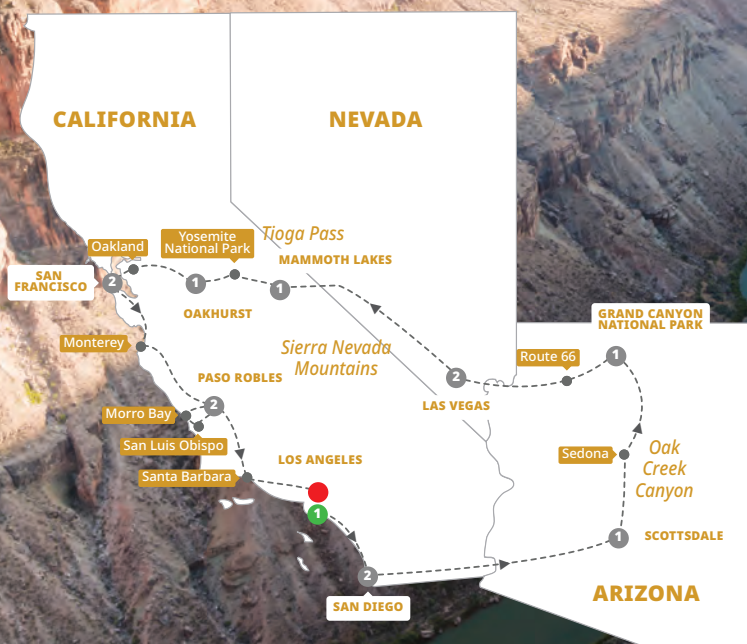 CALIFORNIA
NEVADA
Oakland
Yosemite
National Park
Tioga Pass
MAMMOTH LAKES
SAN
FRANCISCO
2
1
1
OAKHURST
GRAND CANYON
NATIONAL PARK
Monterey
Sierra Nevada
Mountains
Route 66
1
PASO ROBLES
2
2
LAS VEGAS
Morro Bay
San Luis Obispo
Santa Barbara
LOS ANGELES
1
Sedona
Oak
Creek
Canyon
1
SCOTTSDALE
2
SAN DIEGO
ARIZONA